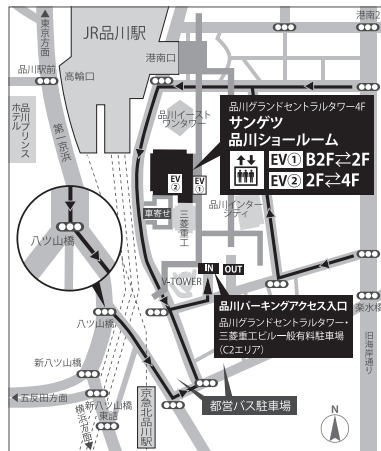 東京方面
JR品川駅
港南2
港南口
品川駅前
高輪口
品川プリンス
ホテル
第一京浜
品川イースト
ワンタワー
品川グランドセントラルタワー4F
サンゲツ
品川ショールーム
EV① B2F⇄2F
EV② 2F⇄4F
EV②
EV①
車寄せ
三菱重工
品川インター
シティ
八ツ山橋
V-TOWER
IN
OUT
品川パーキングアクセス入口
品川グランドセントラルタワー・
三菱重工ビル一般有料駐車場
(C2エリア)
楽水橋
旧海岸通り
八ツ山橋
新八ツ山橋
五反田方面
横浜方面
新八ツ山橋
東詰
京急北品川駅
都営バス駐車場
N